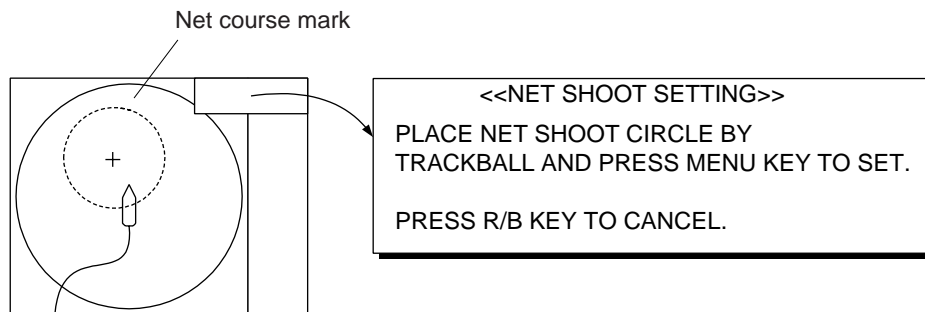 Net course mark
<<NET SHOOT SETTING>>
PLACE NET SHOOT CIRCLE BY
TRACKBALL AND PRESS MENU KEY TO SET.
PRESS R/B KEY TO CANCEL.